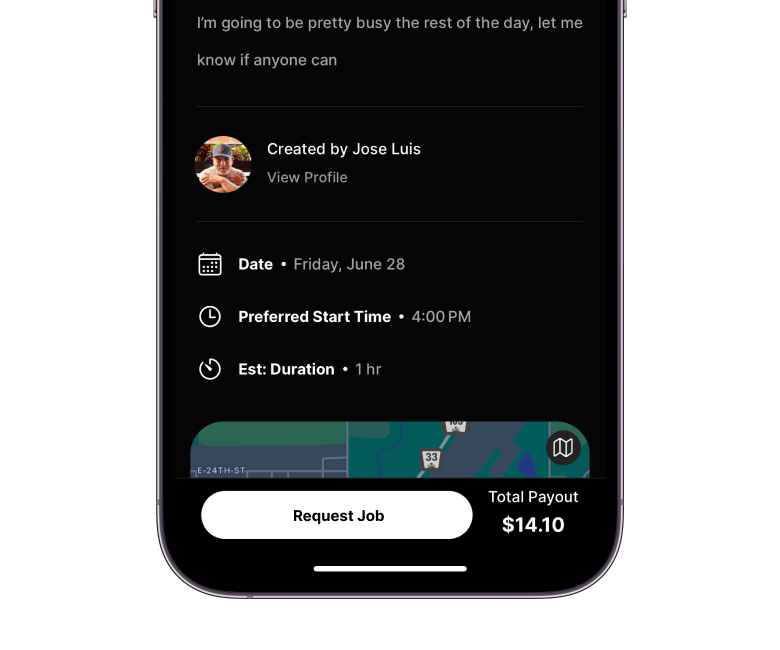 I'm going to be pretty busy the rest of the day, let me
know if anyone can
Created by Jose Luis
View Profile
Date • Friday, June 28
Preferred Start Time • 4:00 PM
Est: Duration • 1 hr
33
E-24TH-ST
Request Job
Total Payout
$14.10